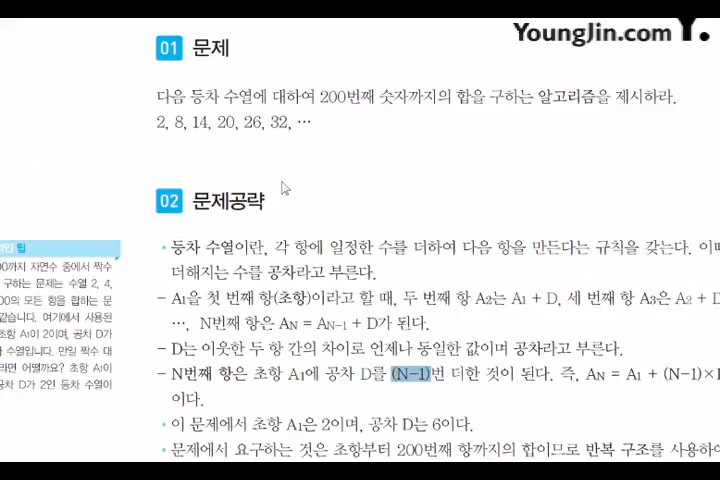 YoungJin.com Y.
01 문제
다음 등차 수열에 대하여 200번째 숫자까지의 합을 구하는 알고리즘을 제시하라.
2, 8, 14, 20, 26, 32, …
02 문제공략
• 등차 수열이란, 각 항에 일정한 수를 더하여 다음 항을 만든다는 규칙을 갖는다.
더해지는 수를 공차라고 부른다.
– A1을 첫 번째 항(초항)이라고 할 때, 두 번째 항 A2는 A1 + D, 세 번째 항 A3은 A2 +
…, N번째 항은 AN = AN-1 + D가 된다.
– D는 이웃한 두 항 간의 차이로 언제나 동일한 값이며 공차라고 부른다.
– N번째 항은 초항 A1에 공차 D를 (N-1)번 더한 것이 된다. 즉, AN = A1 + (N-1)×
이다.
• 이 문제에서 초항 A1은 2이며, 공차 D는 6이다.
• 문제에서 요구하는 것은 초항부터 200번째 항까지의 합이므로 반복 구조를 사용하여
팁
00까지 자연수 중에서 짝수
구하는 문제는 수열 2, 4,
00의 모든 항을 합하는 문
같습니다. 여기에서 사용된
초항 A1이 2이며, 공차 D가
수열입니다. 만일 짝수 대
라면 어떨까요? 초항 A1이
공차 D가 2인 등차 수열이